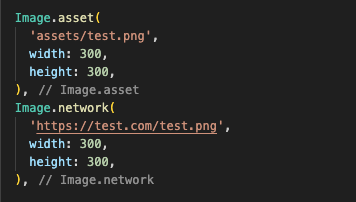 Image.asset(
  'assets/test.png',
  width: 300,
  height: 300,
), // Image.asset
Image.network(
  'https://test.com/test.png',
  width: 300,
  height: 300,
), // Image.network